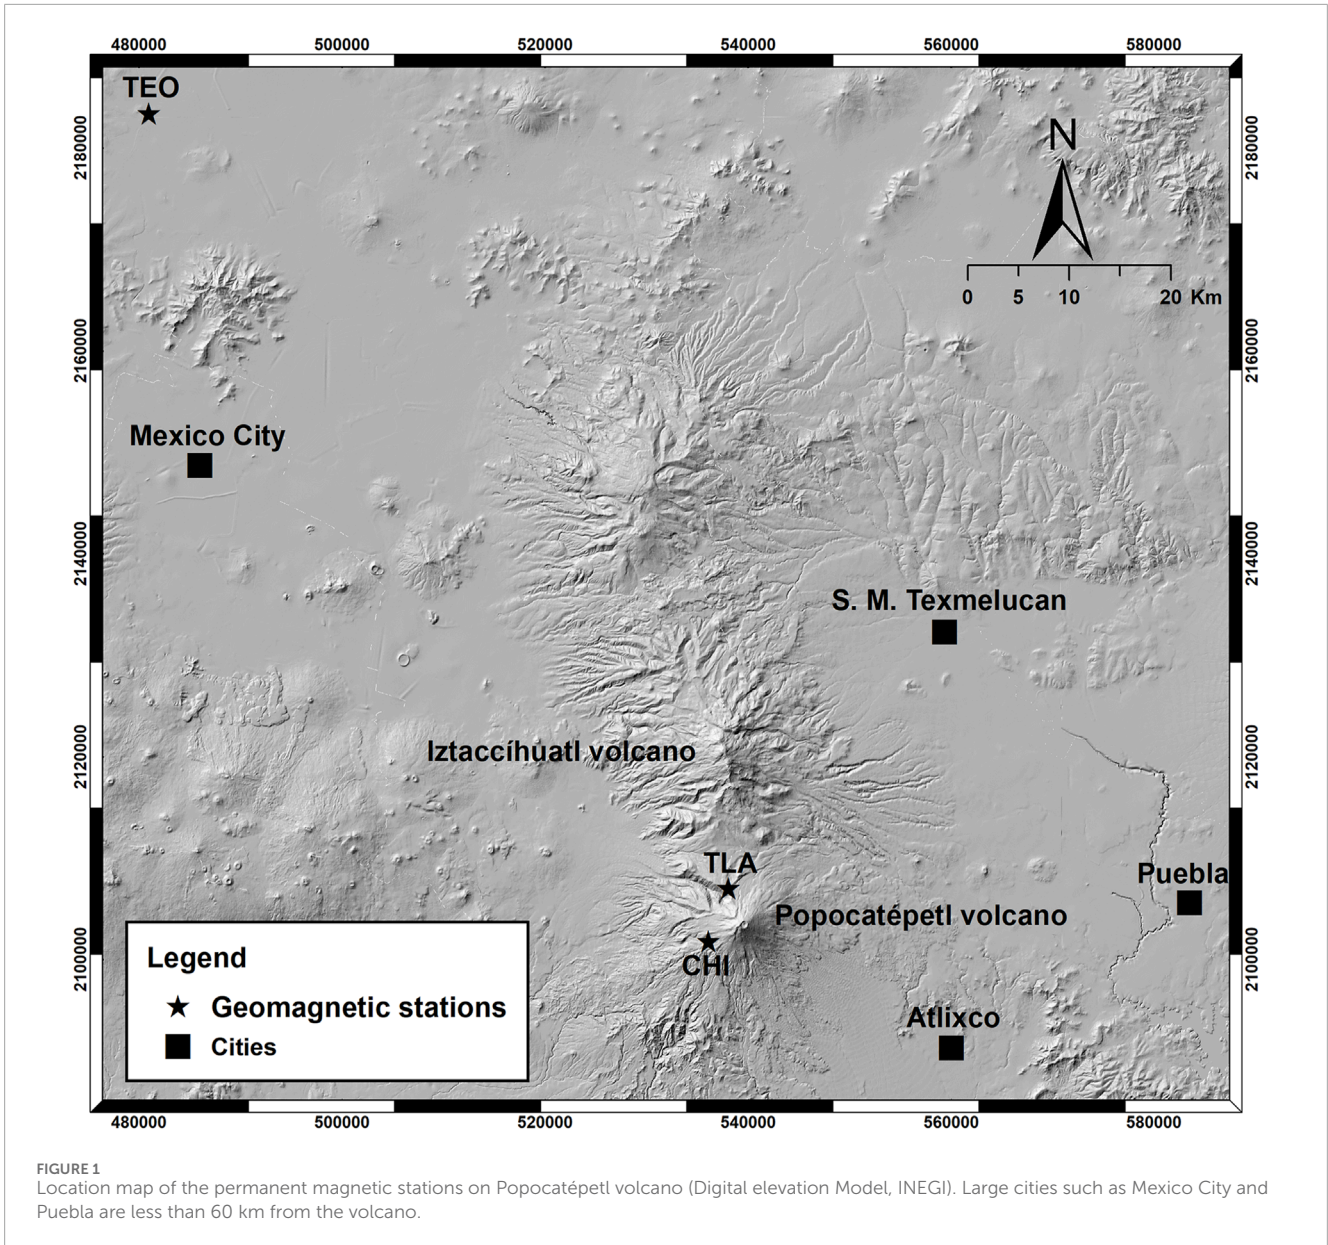 480000 500000 520000 540000 560000 580000
TEO
N
2180000
2180000
0 5 10 20 Km
2160000
2160000
Mexico City
2140000
2140000
S. M. Texmelucan
Iztaccíhuatl volcano
2120000
2120000
TLA
Puebla
Popocatépetl volcano
CHI
2100000
2100000
Legend
Geomagnetic stations
Cities
Atlixco
480000 500000 520000 540000 560000 580000
FIGURE 1
Location map of the permanent magnetic stations on Popocatépetl volcano (Digital elevation Model, INEGI). Large cities such as Mexico City and
Puebla are less than 60 km from the volcano.